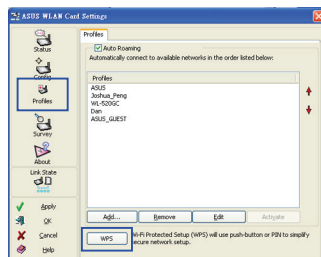 ASUS WLAN Card Settings
Status
Config
Profiles
Survey
About
Link State
Apply
OK
Cancel
Help
Profiles
Auto Roaming
Automatically connect to available networks in the order listed below:
Profiles
ASUS
Joshua_Peng
WL-520GC
Dan
ASUS_GUEST
Add...
Remove
Edit
Activate
WPS
Wi-Fi Protected Setup (WPS) will use push-button or PIN to simplify
secure network setup.